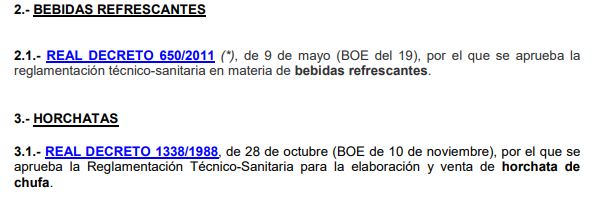 2.- BEBIDAS REFRESCANTES
2.1.- REAL DECRETO 650/2011 (*), de 9 de mayo (BOE del 19), por el que se aprueba la
reglamentación técnico-sanitaria en materia de bebidas refrescantes.
3.- HORCHATAS
3.1.- REAL DECRETO 1338/1988, de 28 de octubre (BOE de 10 de noviembre), por el que se
aprueba la Reglamentación Técnico-Sanitaria para la elaboración y venta de horchata de
chufa.